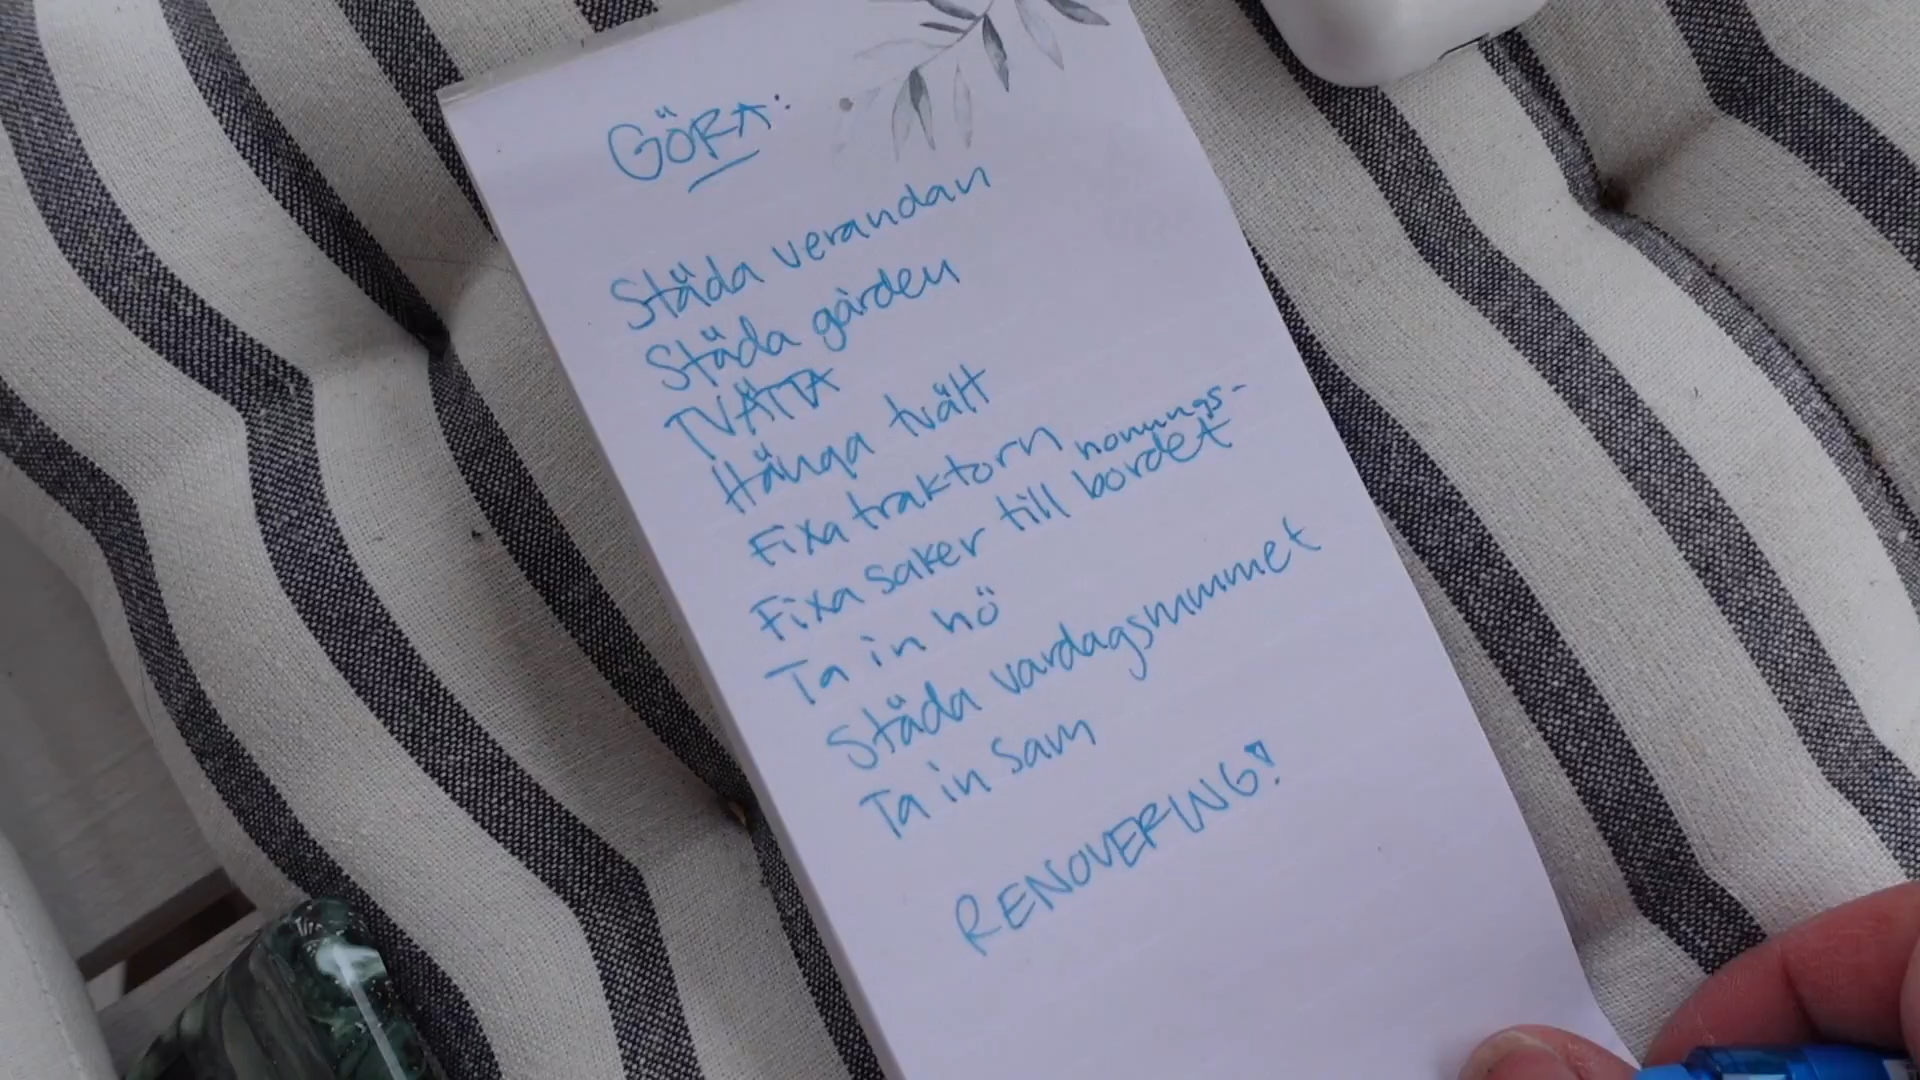 GÖRA:
Städa verandan
Städa gården
TVÄTTA
Hänga tvätt
Fixa traktorn
Fixa saker till honungs-
bordet
Ta in hö
Städa vardagsrummet
Ta in Sam
RENOVERING!